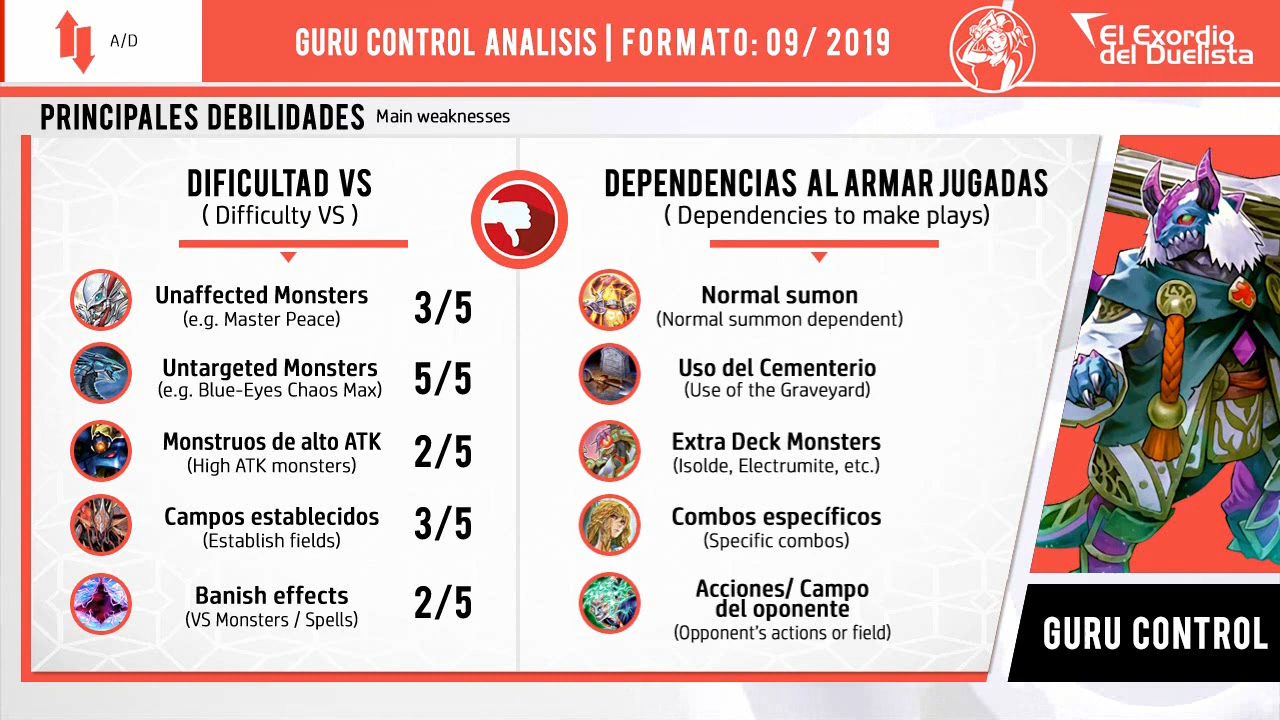 A/D
GURU CONTROL ANALISIS | FORMATO: 09/ 2019
El Exordio
del Duelista
PRINCIPALES DEBILIDADES Main weaknesses
DIFICULTAD VS
( Difficulty VS )
Unaffected Monsters
(e.g. Master Peace)
3/5
Untargeted Monsters
(e.g. Blue-Eyes Chaos Max)
5/5
Monstruos de alto ATK
(High ATK monsters)
2/5
Campos establecidos
(Establish fields)
3/5
Banish effects
(VS Monsters / Spells)
2/5
DEPENDENCIAS AL ARMAR JUGADAS
( Dependencies to make plays)
Normal sumon
(Normal summon dependent)
Uso del Cementerio
(Use of the Graveyard)
Extra Deck Monsters
(Isolde, Electrumite, etc.)
Combos específicos
(Specific combos)
Acciones/ Campo
del oponente
(Opponent's actions or field)
GURU CONTROL